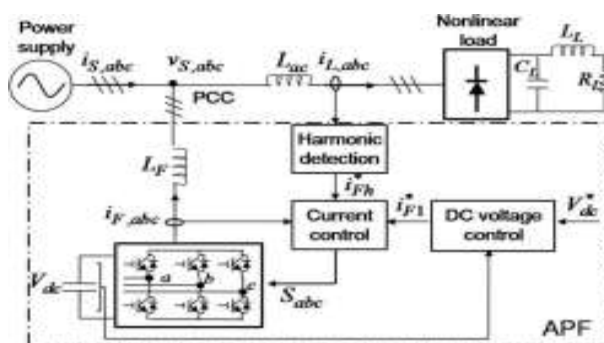 Power
supply
i_S,abc
v_S,abc
L_ac
i_L,abc
Nonlinear
load
L_L
C_L
R_L
PCC
Harmonic
detection
L_F
i*_Fh
i_F,abc
Current
control
i*_F1
DC voltage
control
V*_dc
V_dc
a
b
c
S_abc
APF